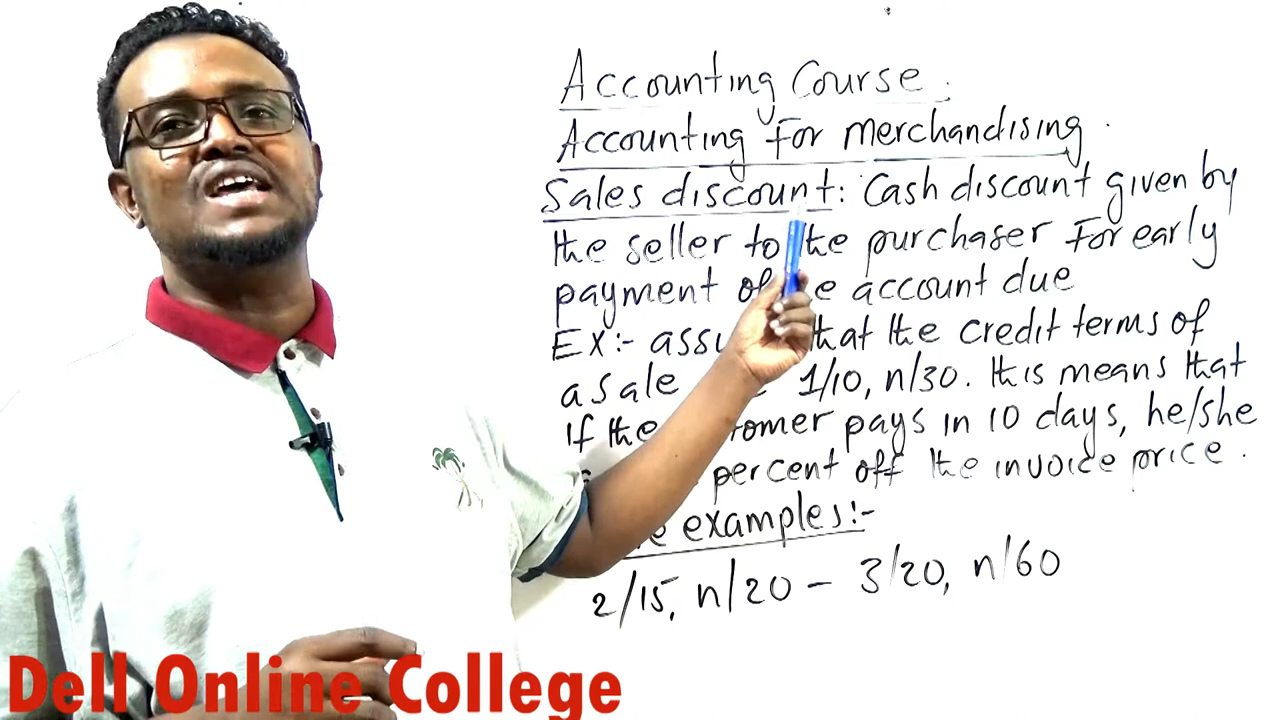 Accounting Course.
Accounting For merchandising.
Sales discount: Cash discount given by
the seller to the purchaser For early
payment of account due
Ex:- that the credit terms of
a sale 1/10, n/30. this means that
If the pays in 10 days, he/she
percent off the invoice price.
examples:-
2/15, n/20 - 3/20, n/60
Dell Online College